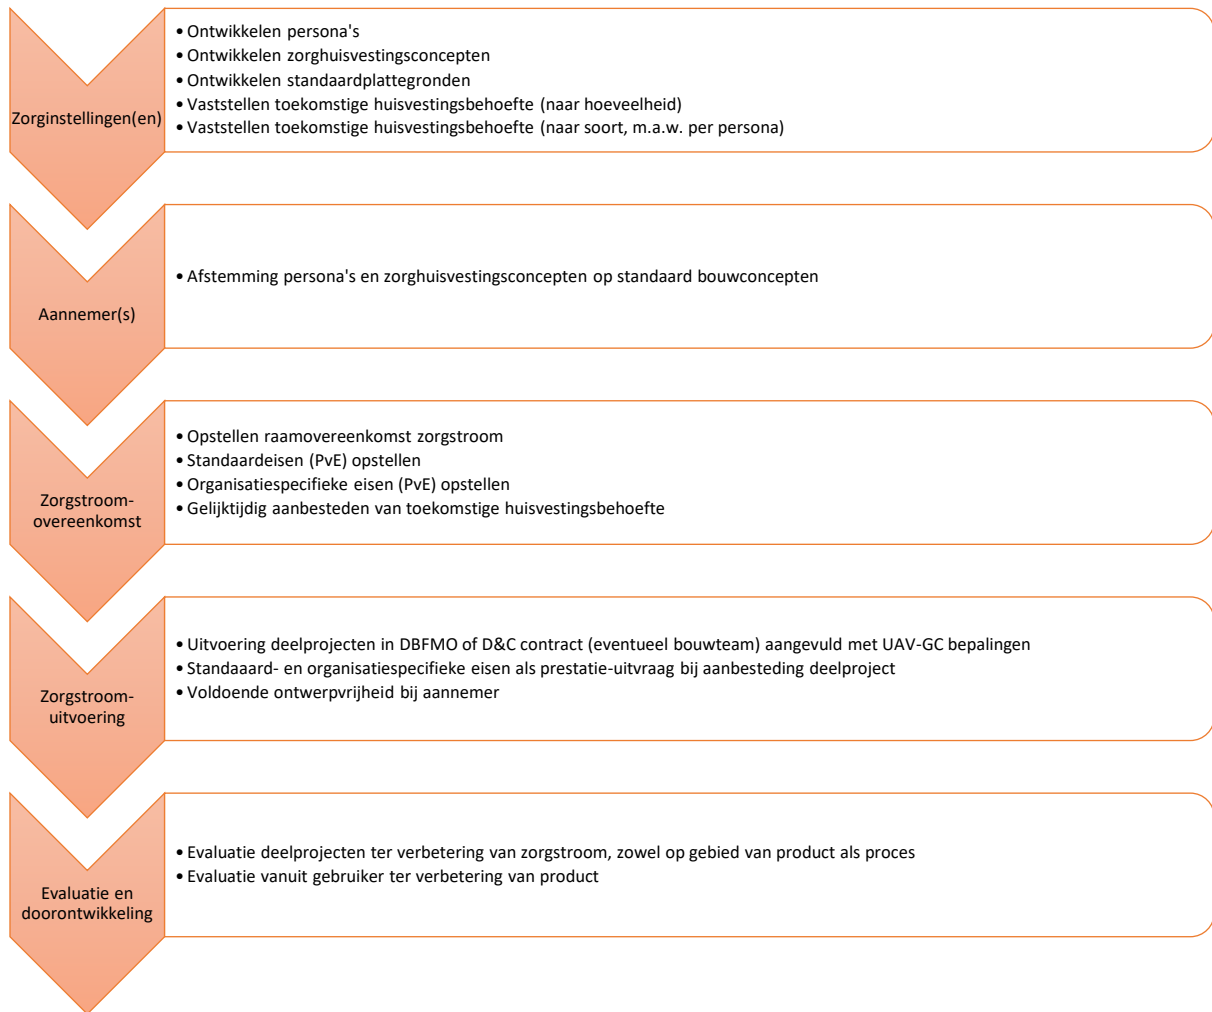 Zorginstellingen(en)
• Ontwikkelen persona's
• Ontwikkelen zorghuisvestingsconcepten
• Ontwikkelen standaardplattegronden
• Vaststellen toekomstige huisvestingsbehoefte (naar hoeveelheid)
• Vaststellen toekomstige huisvestingsbehoefte (naar soort, m.a.w. per persona)
Aannemer(s)
• Afstemming persona's en zorghuisvestingsconcepten op standaard bouwconcepten
Zorgstroom-
overeenkomst
• Opstellen raamovereenkomst zorgstroom
• Standaardeisen (PvE) opstellen
• Organisatiespecifieke eisen (PvE) opstellen
• Gelijktijdig aanbesteden van toekomstige huisvestingsbehoefte
Zorgstroom-
uitvoering
• Uitvoering deelprojecten in DBFMO of D&C contract (eventueel bouwteam) aangevuld met UAV-GC bepalingen
• Standaaard- en organisatiespecifieke eisen als prestatie-uitvraag bij aanbesteding deelproject
• Voldoende ontwerpvrijheid bij aannemer
Evaluatie en
doorontwikkeling
• Evaluatie deelprojecten ter verbetering van zorgstroom, zowel op gebied van product als proces
• Evaluatie vanuit gebruiker ter verbetering van product